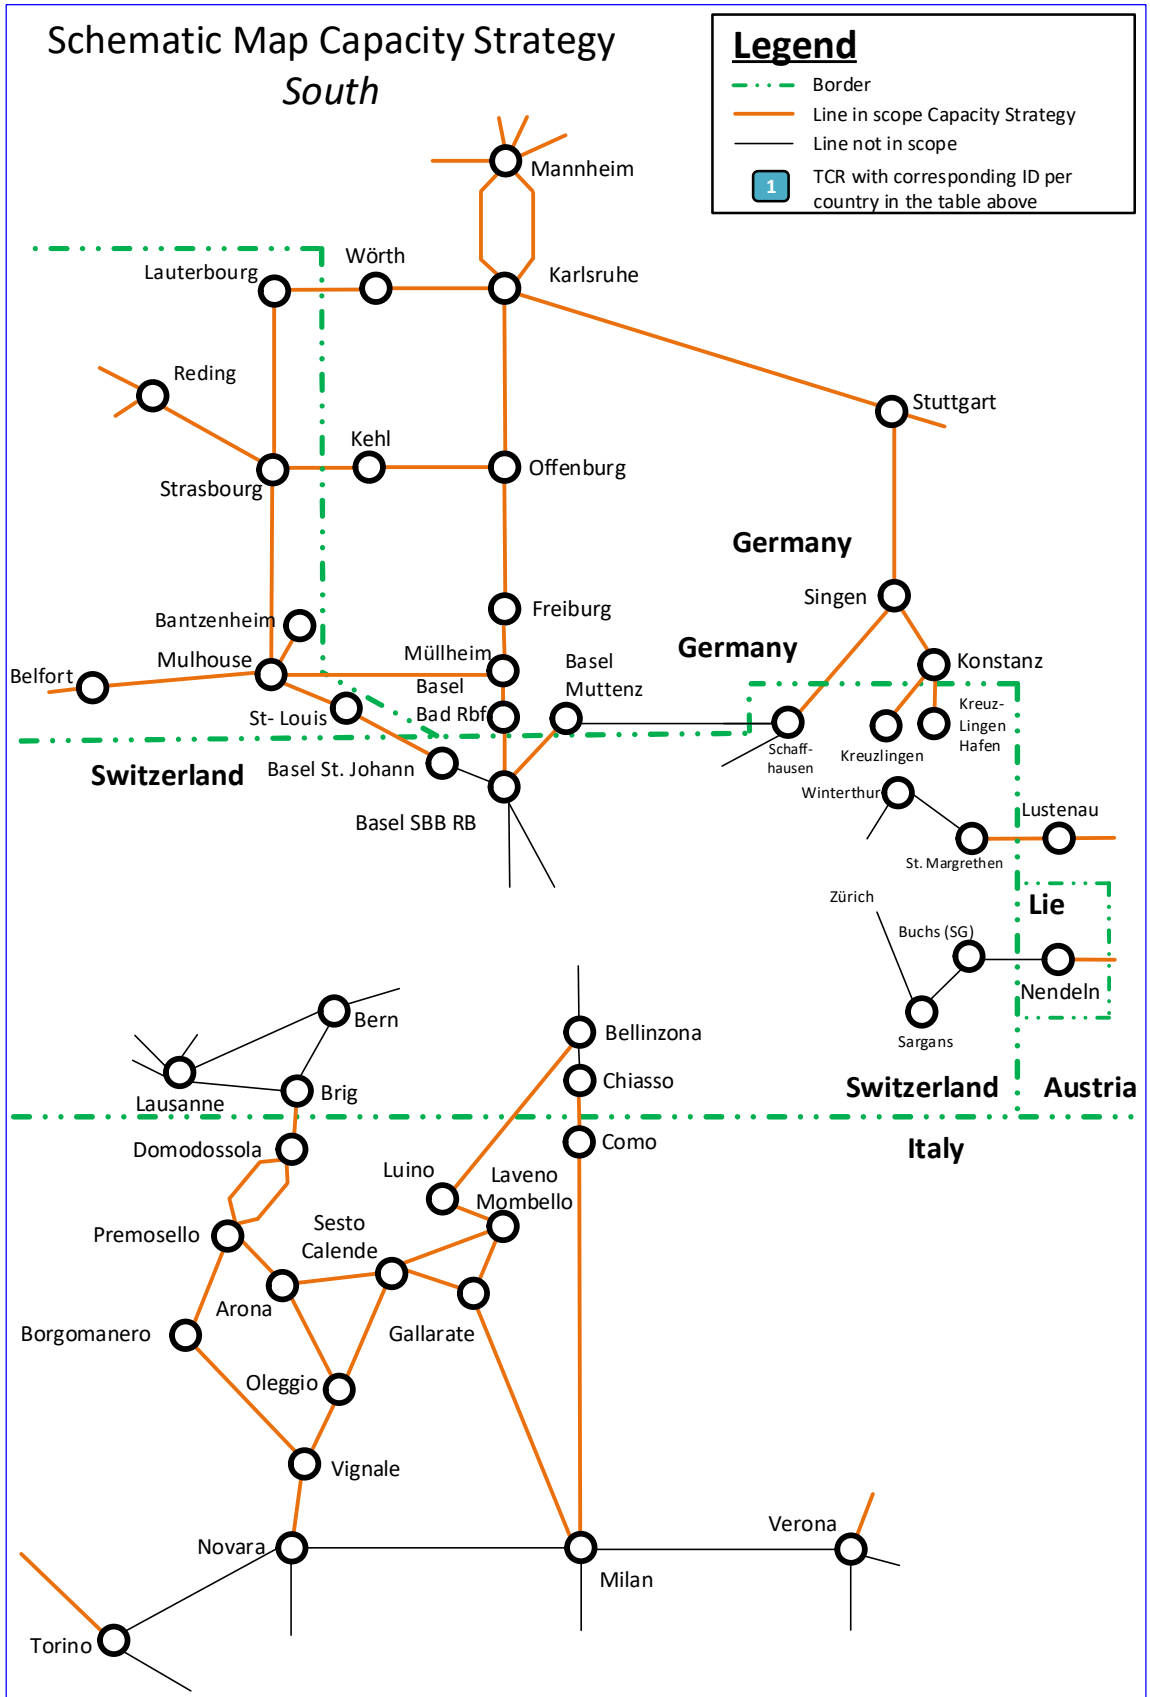 Schematic Map Capacity Strategy
South
Legend
Border
Line in scope Capacity Strategy
Line not in scope
1
TCR with corresponding ID per
country in the table above
Mannheim
Lauterbourg
Wörth
Karlsruhe
Reding
Stuttgart
Kehl
Strasbourg
Offenburg
Germany
Singen
Bantzenheim
Freiburg
Germany
Mulhouse
Müllheim
Basel
Muttenz
Konstanz
Belfort
Basel
Bad Rbf
St- Louis
Kreuz-
Lingen
Hafen
Schaff-
hausen
Kreuzlingen
Switzerland
Basel St. Johann
Basel SBB RB
Winterthur
Lustenau
St. Margrethen
Zürich
Lie
Buchs (SG)
Nendeln
Sargans
Bern
Bellinzona
Lausanne
Brig
Chiasso
Switzerland
Austria
Domodossola
Como
Italy
Luino
Laveno
Mombello
Premosello
Sesto
Calende
Arona
Borgomanero
Gallarate
Oleggio
Vignale
Novara
Verona
Milan
Torino